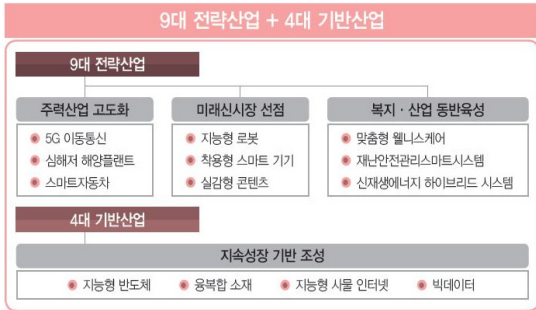 9대 전략산업 + 4대 기반산업
9대 전략산업
주력산업 고도화
5G 이동통신
심해저 해양플랜트
스마트자동차
미래신시장 선점
지능형 로봇
착용형 스마트 기기
실감형 콘텐츠
복지 · 산업 동반육성
맞춤형 웰니스케어
재난안전관리스마트시스템
신재생에너지 하이브리드 시스템
4대 기반산업
지속성장 기반 조성
지능형 반도체 융복합 소재 지능형 사물 인터넷 빅데이터